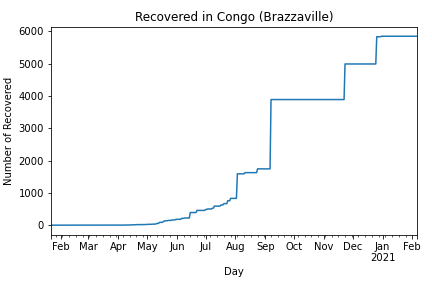 Recovered in Congo (Brazzaville)
6000
5000
4000
3000
2000
1000
0
Number of Recovered
Feb Mar Apr May Jun Jul Aug Sep Oct Nov Dec Jan Feb
2021
Day